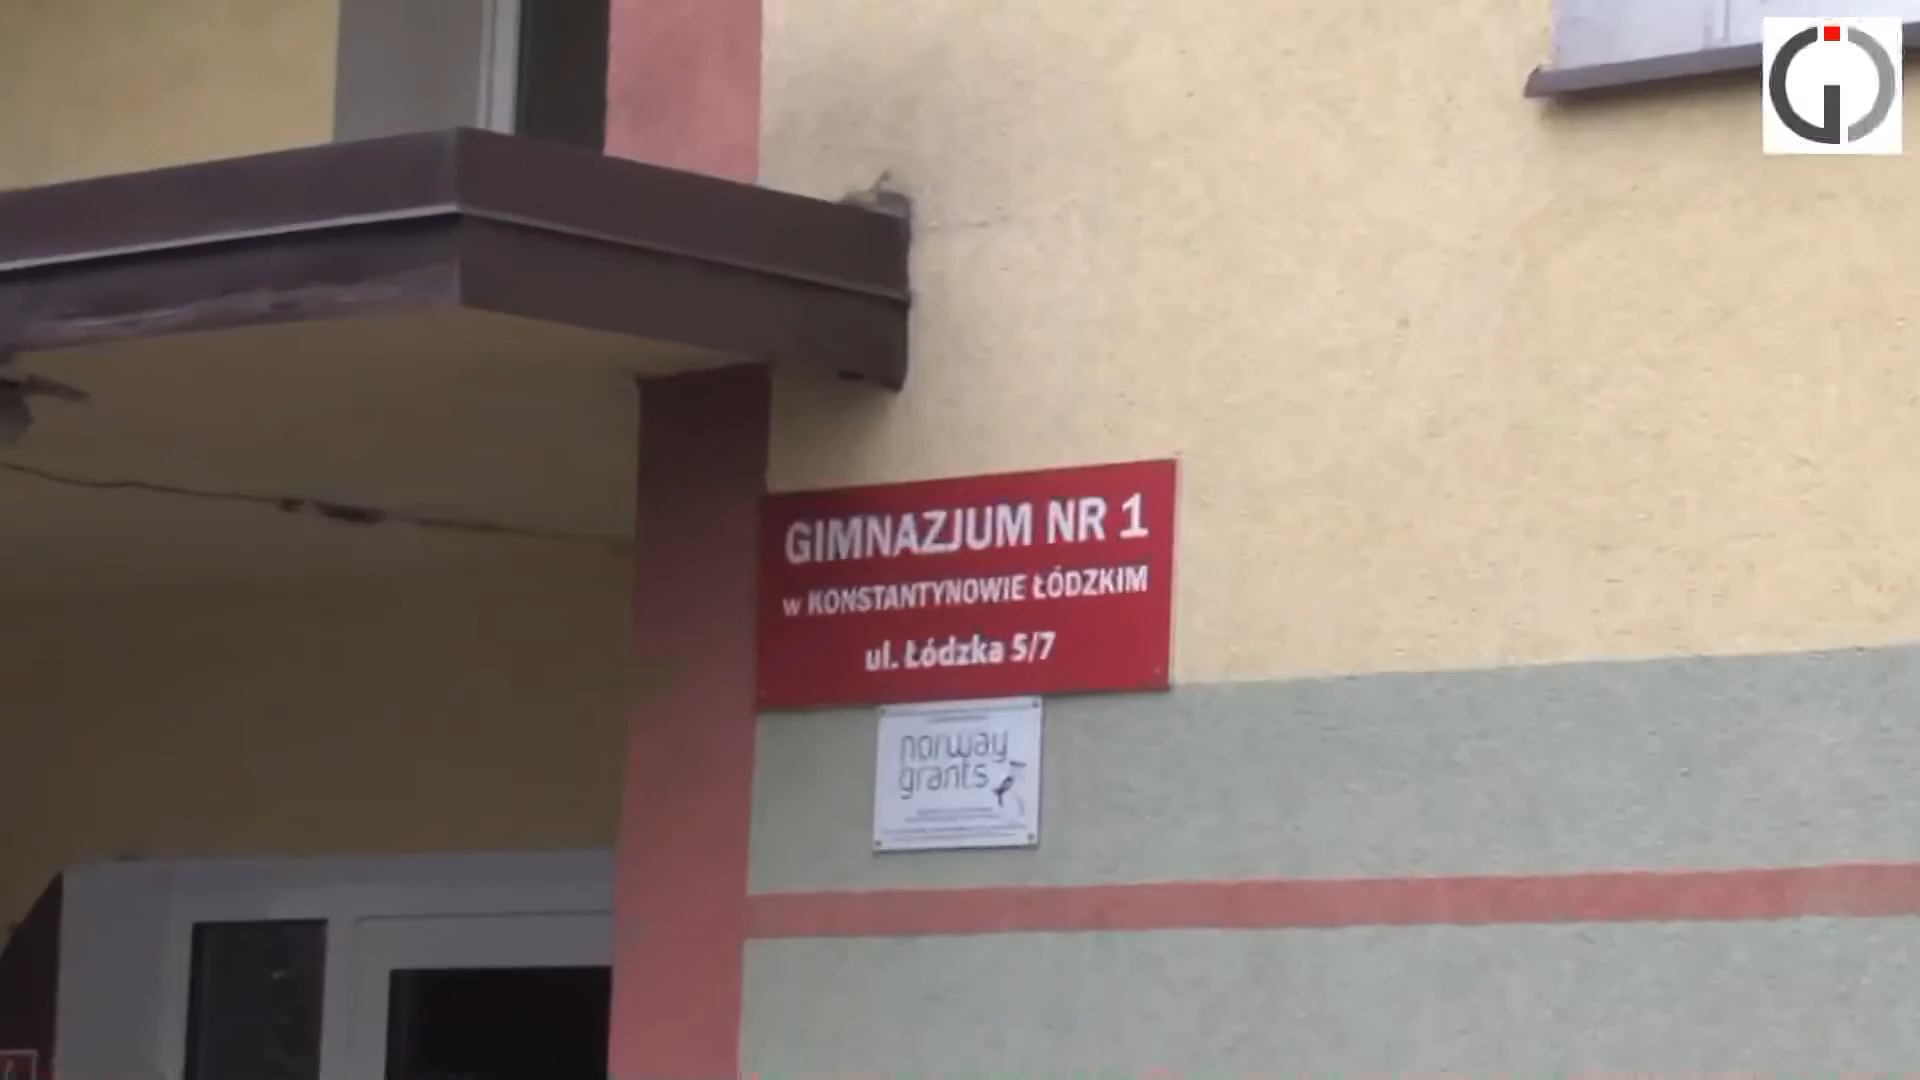 GIMNAZJUM NR 1
w KONSTANTYNOWIE ŁÓDZKIM
ul. Łódzka 5/7
norway
grants